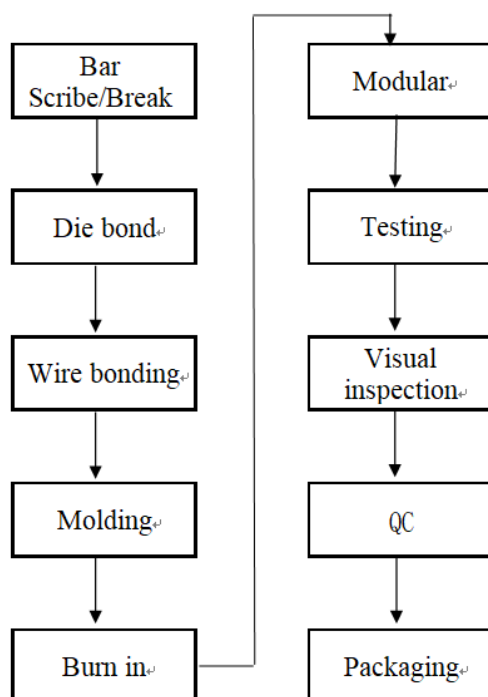 Bar
Scribe/Break
Die bond
Wire bonding
Molding
Burn in
Modular
Testing
Visual
inspection
QC
Packaging